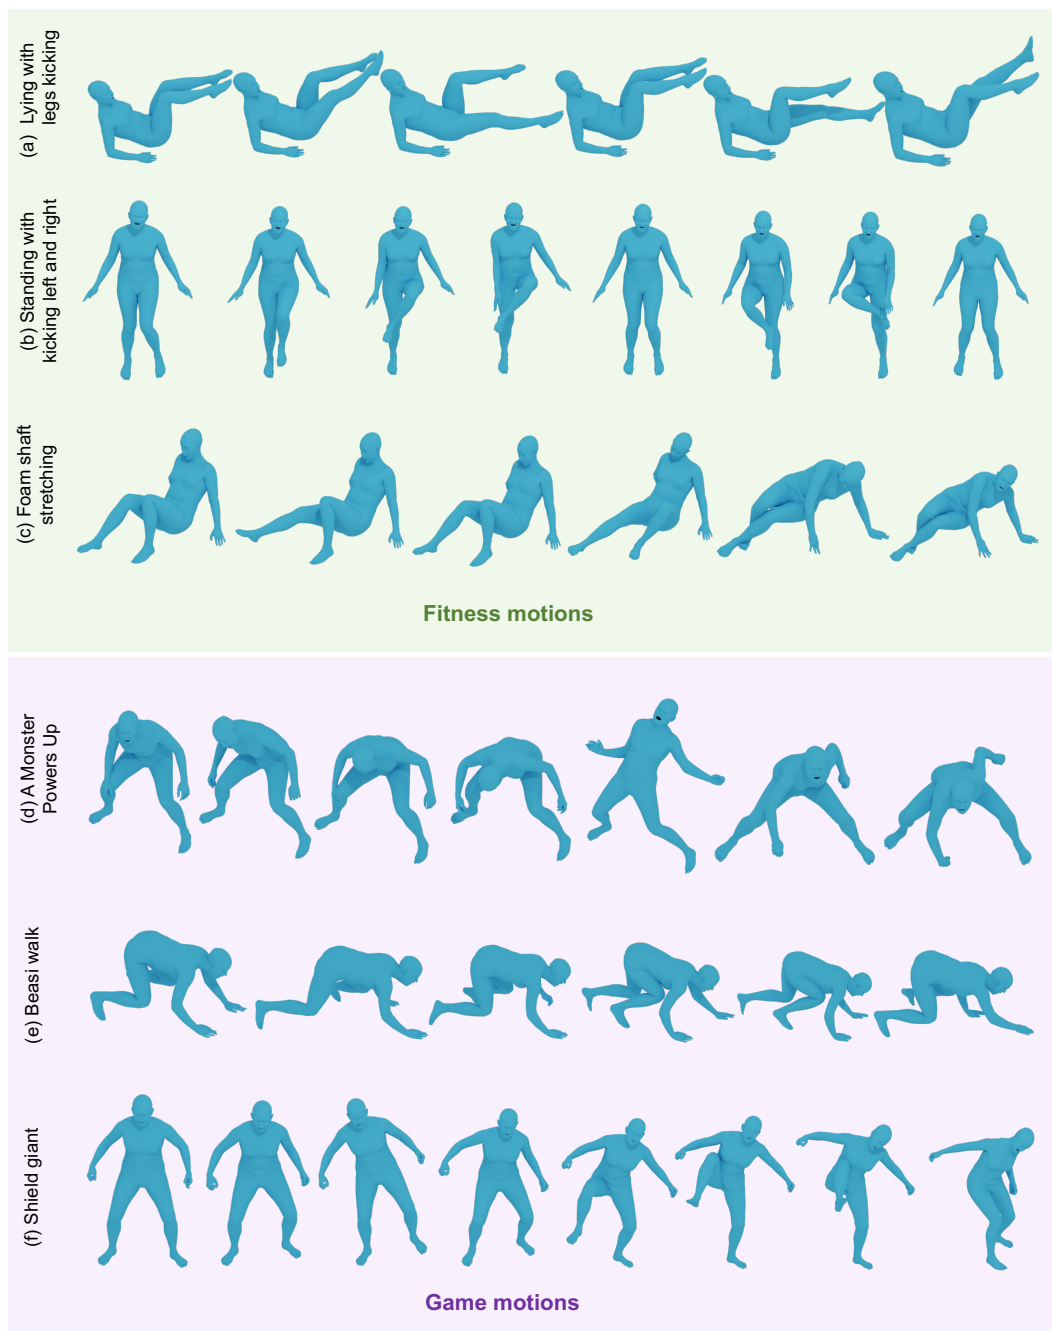 (a) Lying with
legs kicking
(b) Standing with
kicking left and right
(c) Foam shaft
stretching
Fitness motions
(d) A Monster
Powers Up
(e) Beasi walk
(f) Shield giant
Game motions